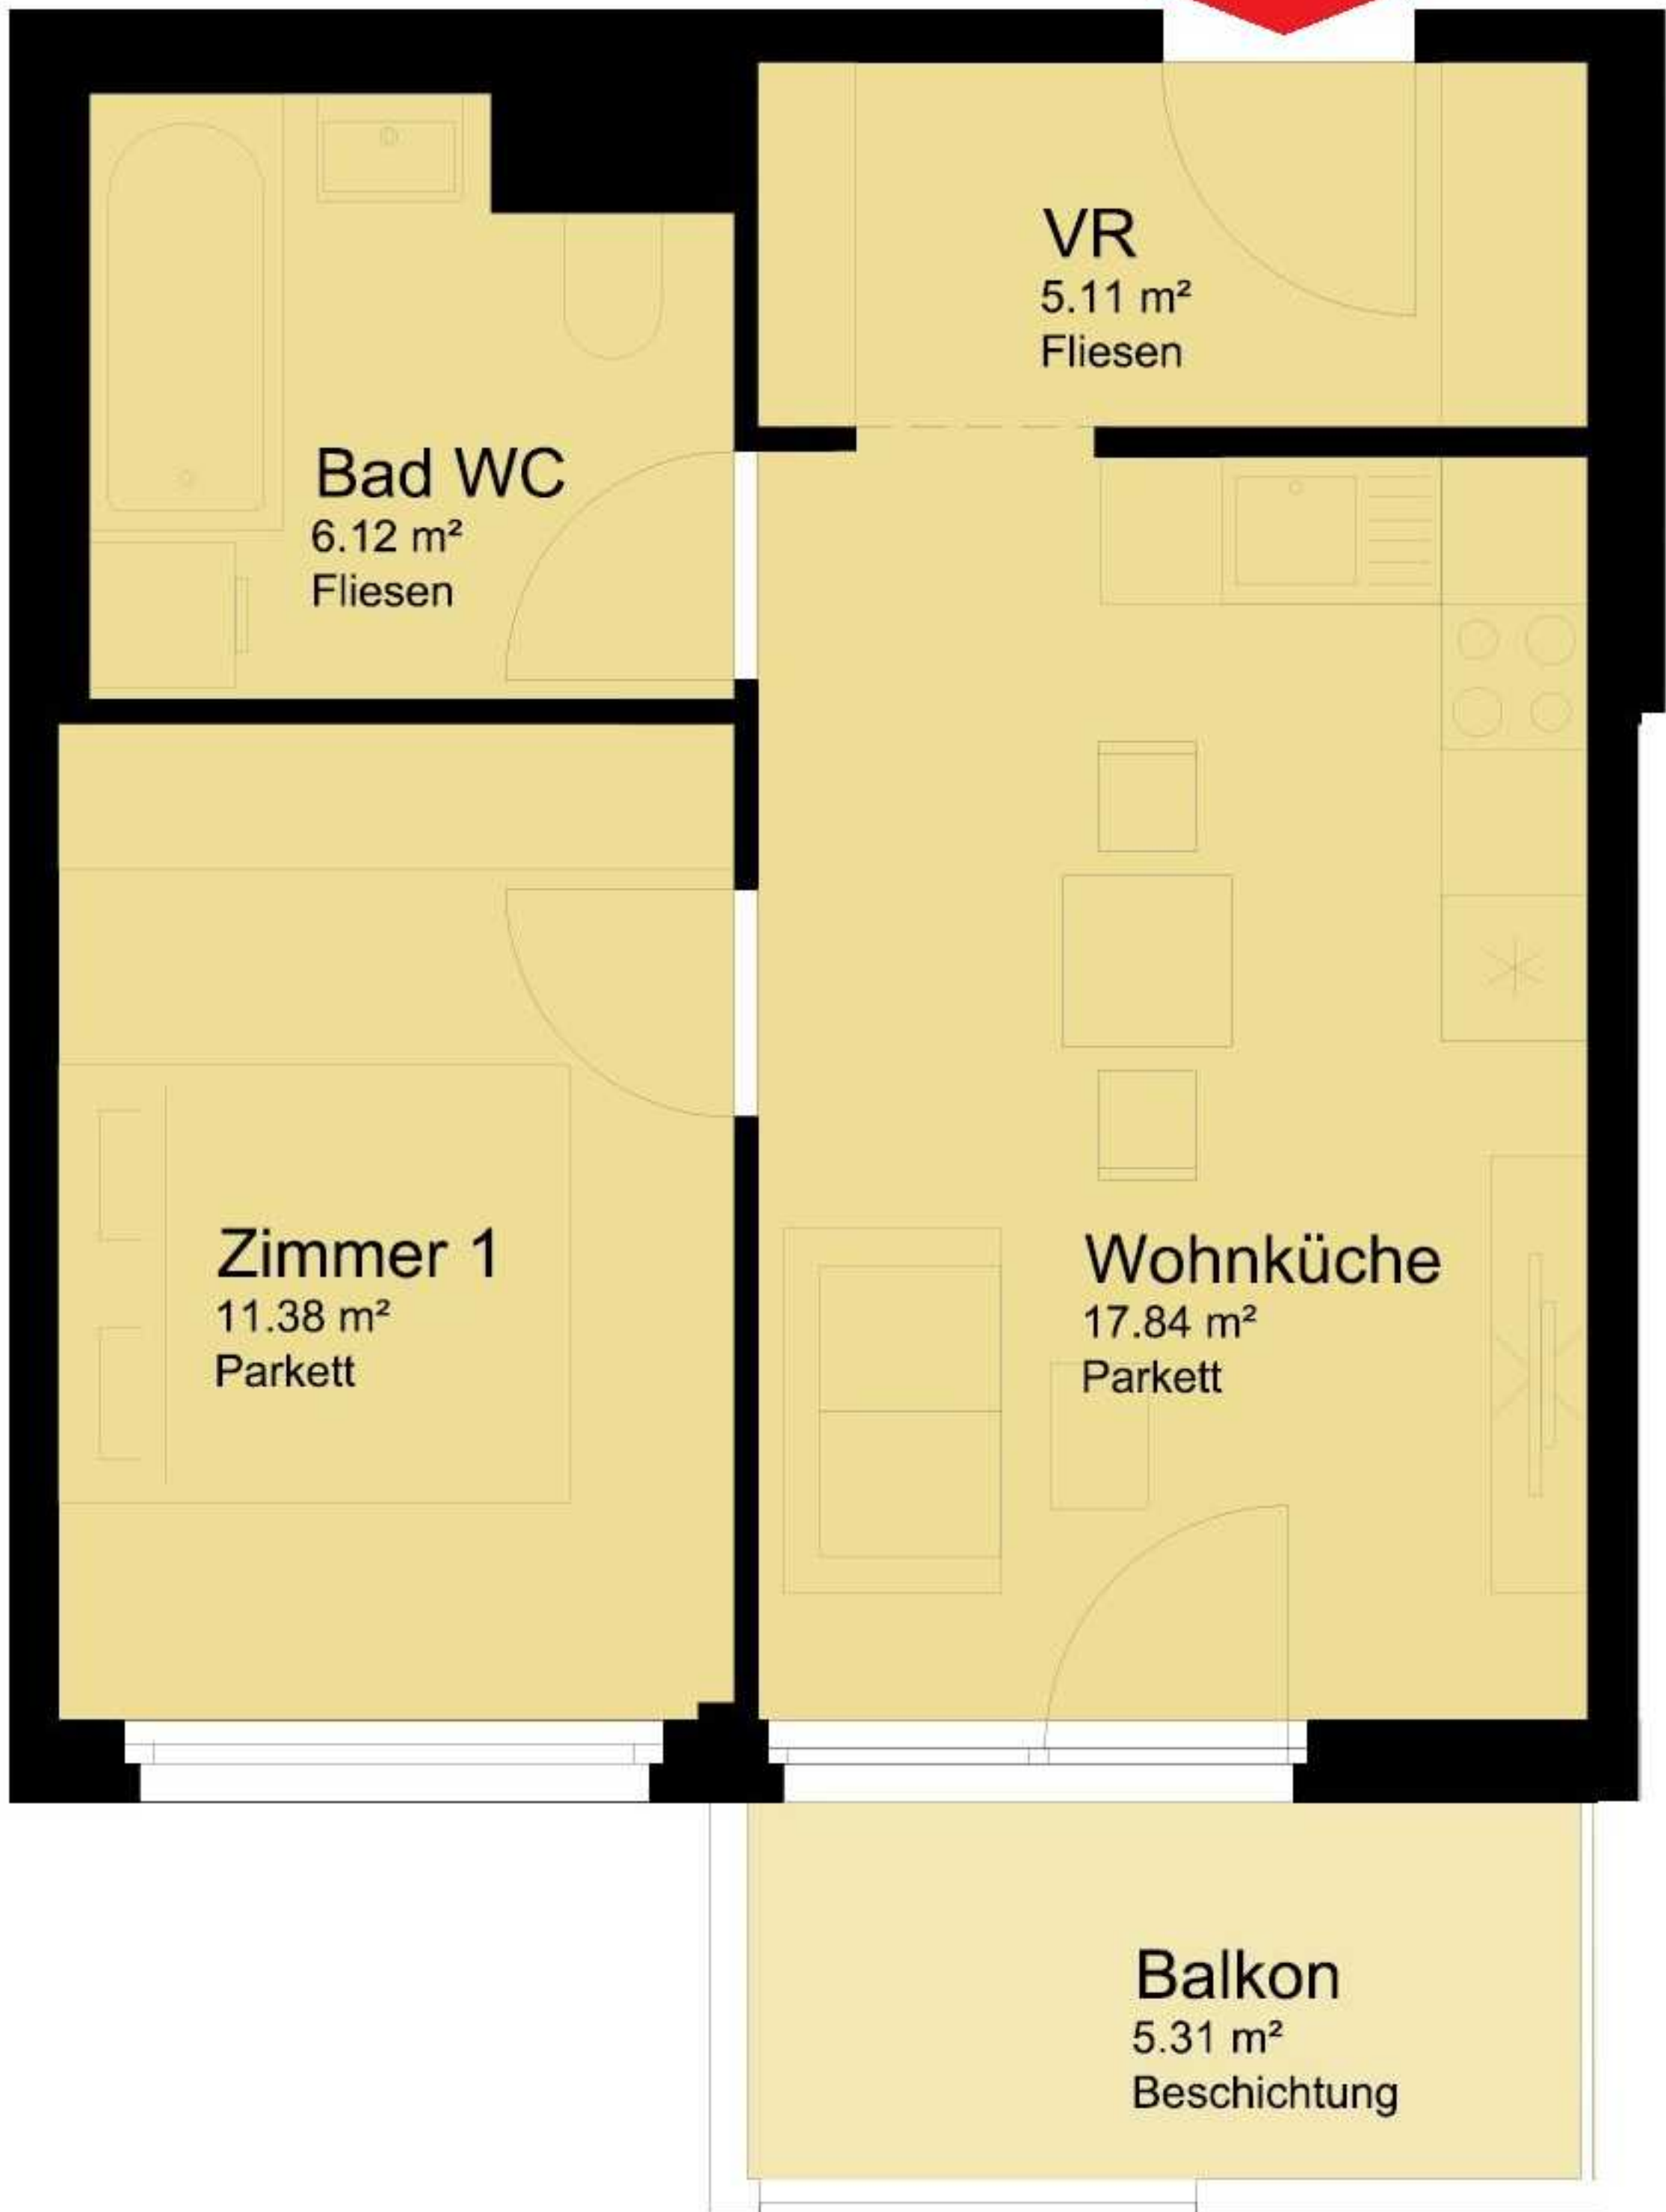 VR
5.11 m²
Fliesen
Bad WC
6.12 m²
Fliesen
Zimmer 1
11.38 m²
Parkett
Wohnküche
17.84 m²
Parkett
Balkon
5.31 m²
Beschichtung